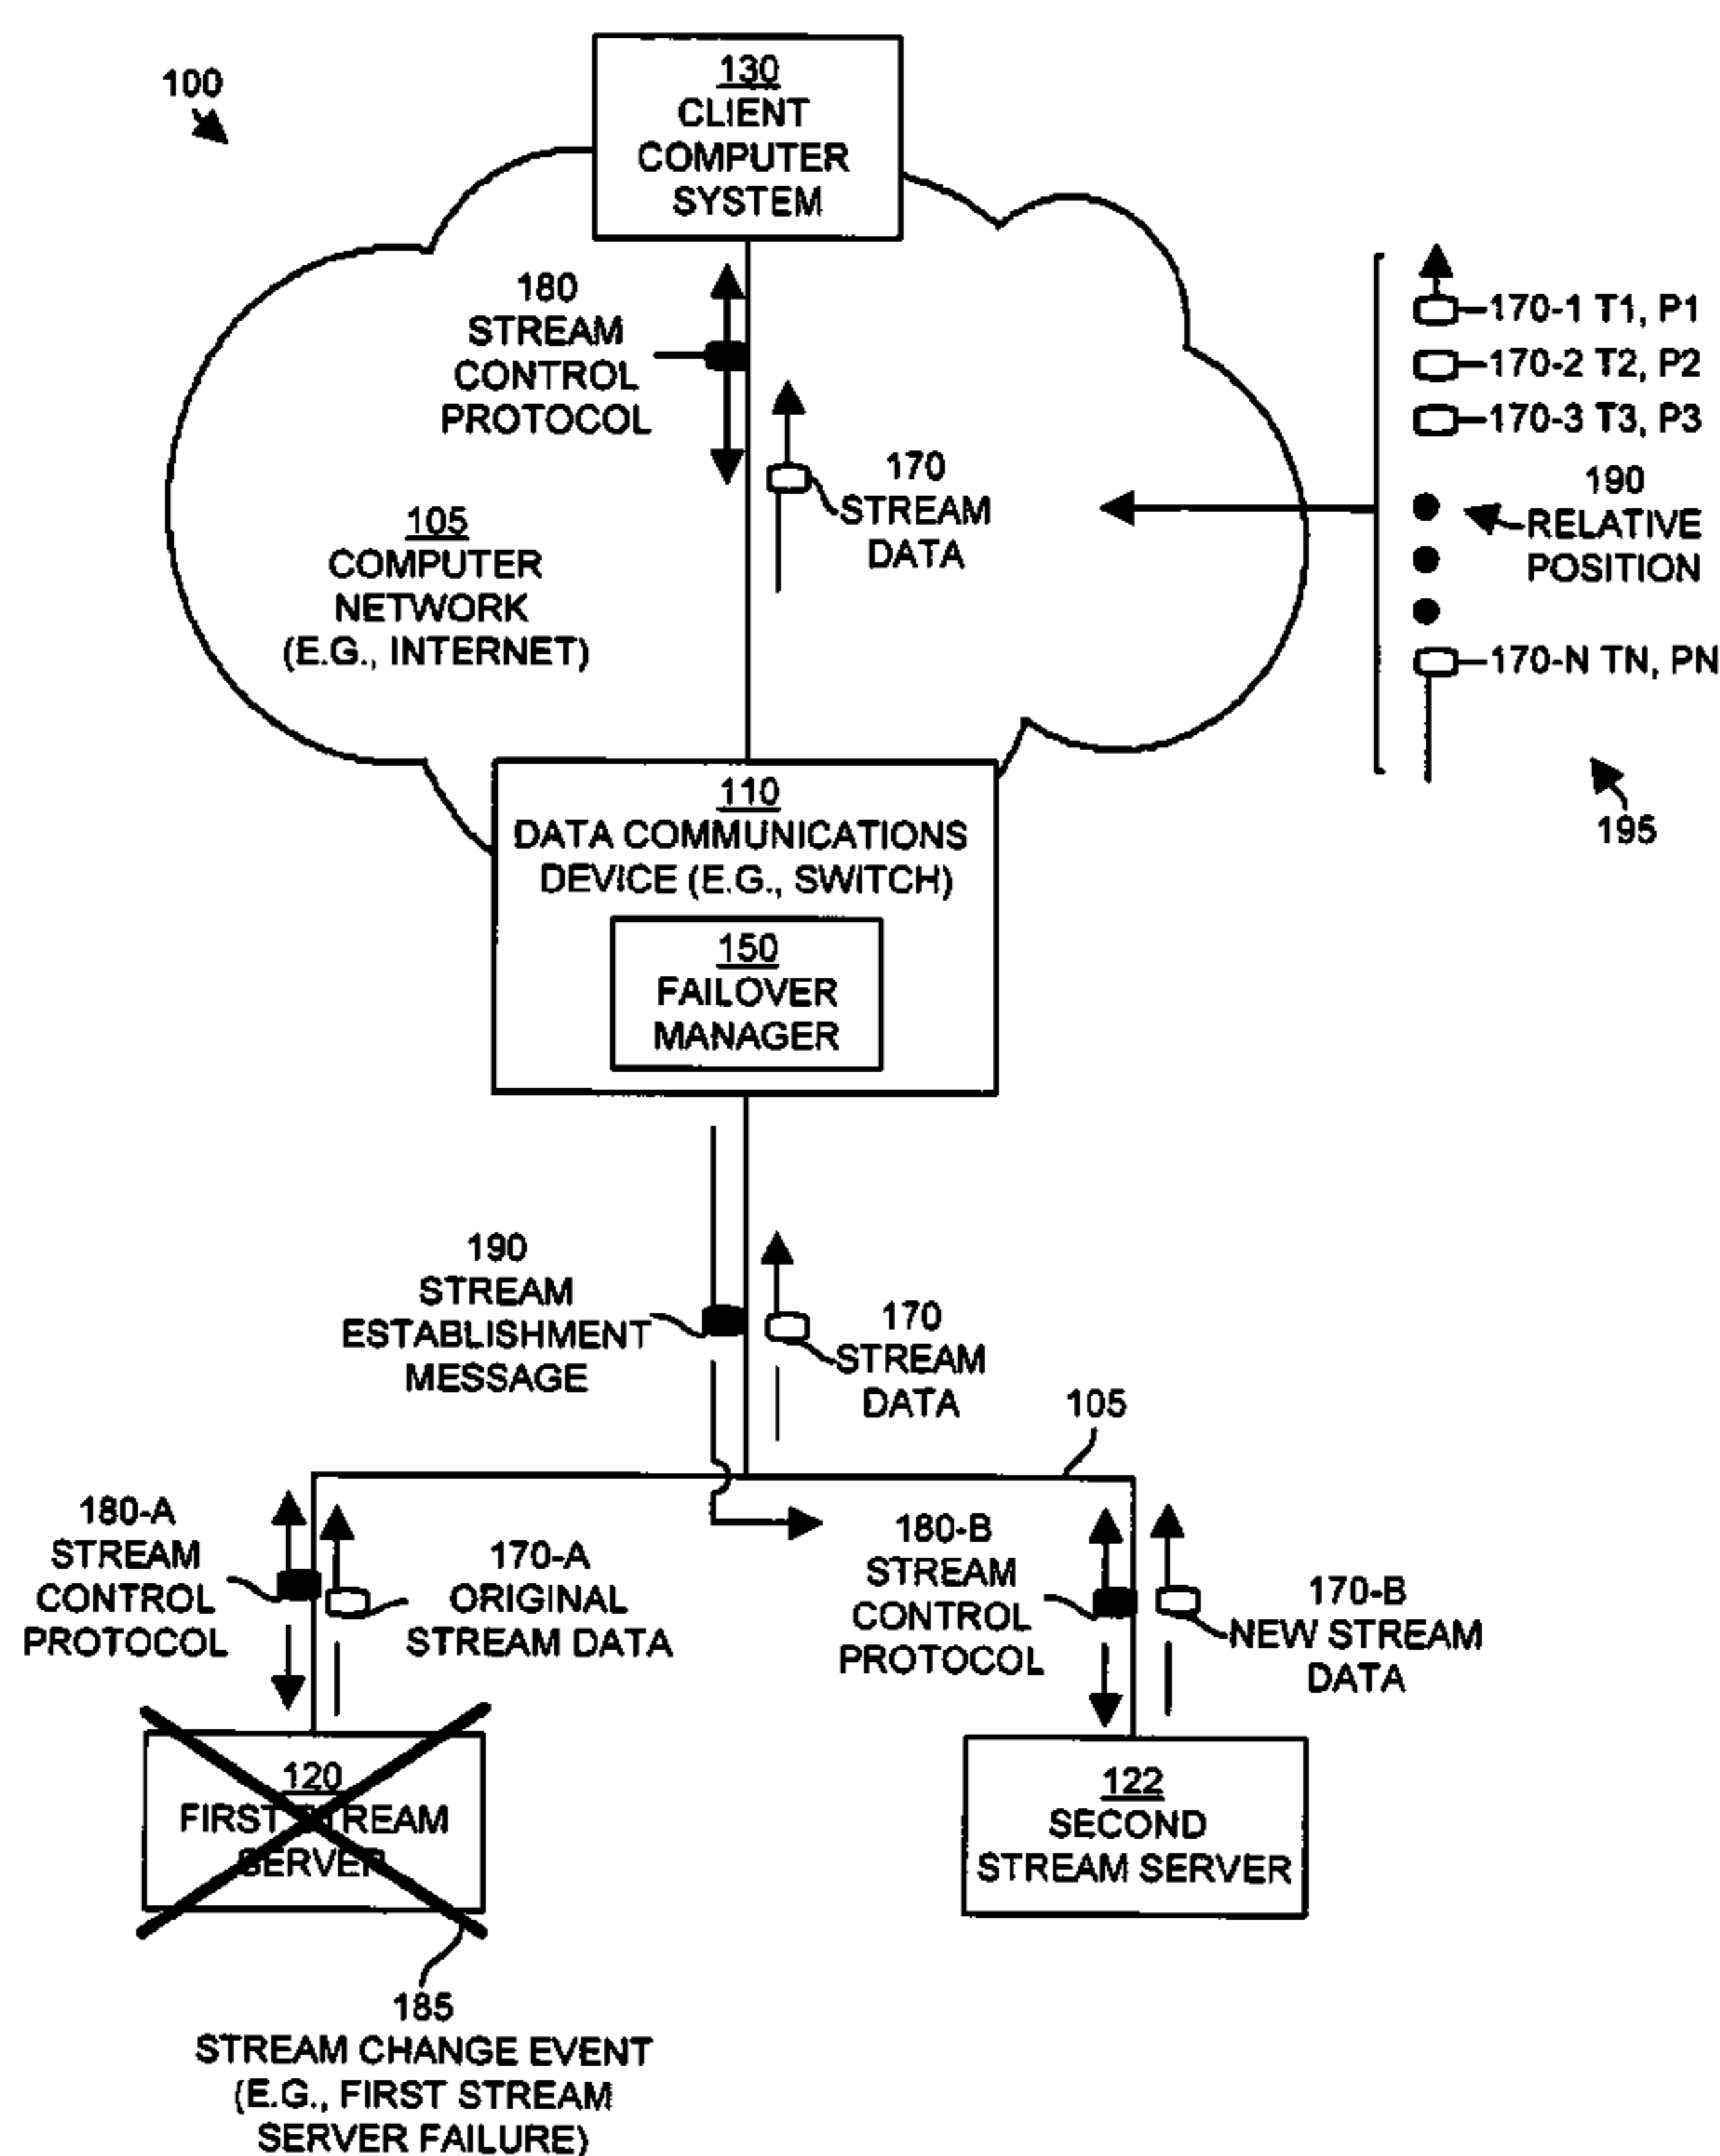 100
130
CLIENT
COMPUTER
SYSTEM
180
STREAM
CONTROL
PROTOCOL
170
STREAM
DATA
105
COMPUTER
NETWORK
(E.G., INTERNET)
170-1 T1, P1
170-2 T2, P2
170-3 T3, P3
190
RELATIVE
POSITION
170-N TN, PN
195
110
DATA COMMUNICATIONS
DEVICE (E.G., SWITCH)
150
FAILOVER
MANAGER
190
STREAM
ESTABLISHMENT
MESSAGE
170
STREAM
DATA
105
180-A
STREAM
CONTROL
PROTOCOL
170-A
ORIGINAL
STREAM DATA
180-B
STREAM
CONTROL
PROTOCOL
170-B
NEW STREAM
DATA
120
FIRST STREAM
SERVER
122
SECOND
STREAM SERVER
185
STREAM CHANGE EVENT
(E.G., FIRST STREAM
SERVER FAILURE)